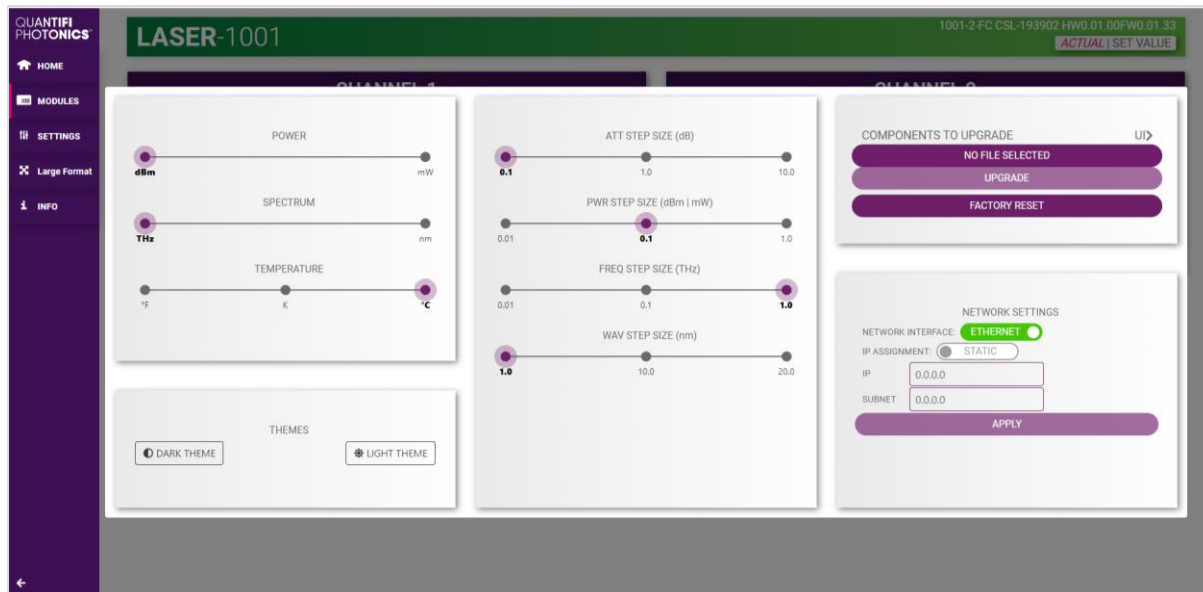 QUANTIFI
PHOTONICS
HOME
MODULES
SETTINGS
Large Format
INFO
LASER-1001
1001-2-FC CSL-193902 HW0.01.00FW0.01.33
ACTUAL | SET VALUE
POWER
dBm mW
SPECTRUM
THz nm
TEMPERATURE
°F K °C
THEMES
DARK THEME LIGHT THEME
ATT STEP SIZE (dB)
0.1 1.0 10.0
PWR STEP SIZE (dBm | mW)
0.01 0.1 1.0
FREQ STEP SIZE (THz)
0.01 0.1 1.0
WAV STEP SIZE (nm)
1.0 10.0 20.0
COMPONENTS TO UPGRADE UI
NO FILE SELECTED
UPGRADE
FACTORY RESET
NETWORK SETTINGS
NETWORK INTERFACE: ETHERNET
IP ASSIGNMENT: STATIC
IP 0.0.0.0
SUBNET 0.0.0.0
APPLY